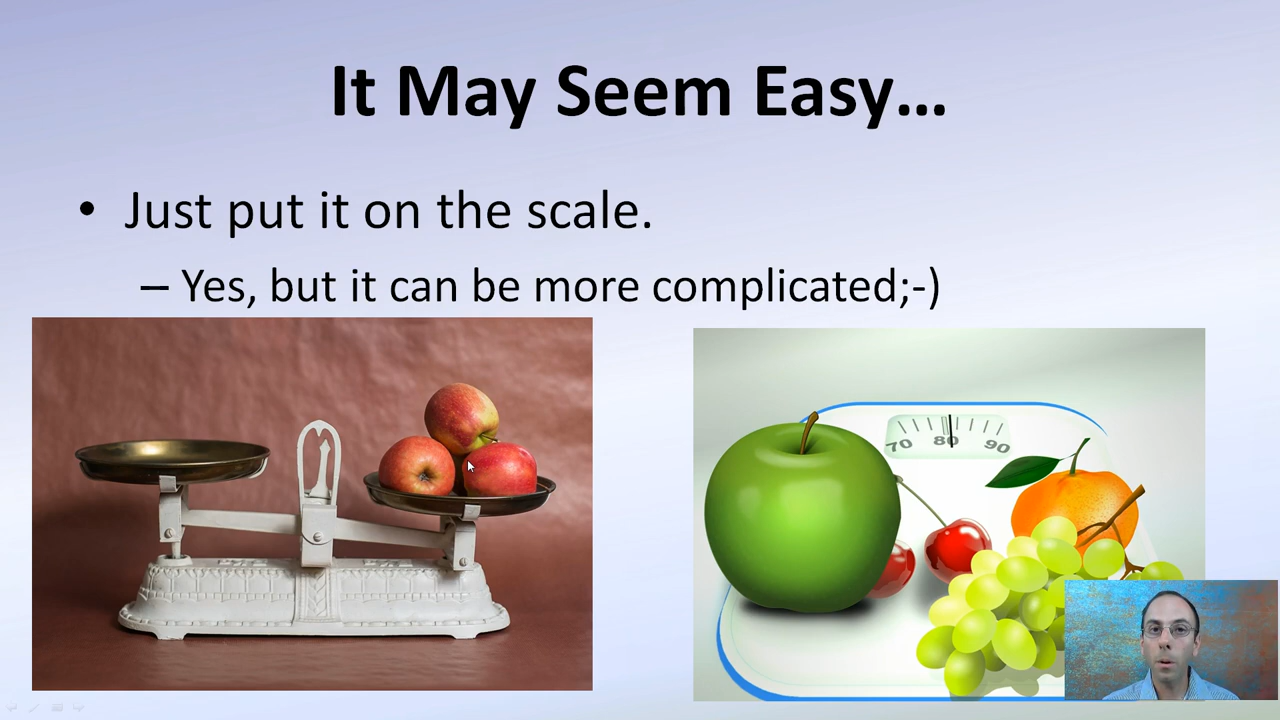 It May Seem Easy…
• Just put it on the scale.
– Yes, but it can be more complicated;-)
70 80 90